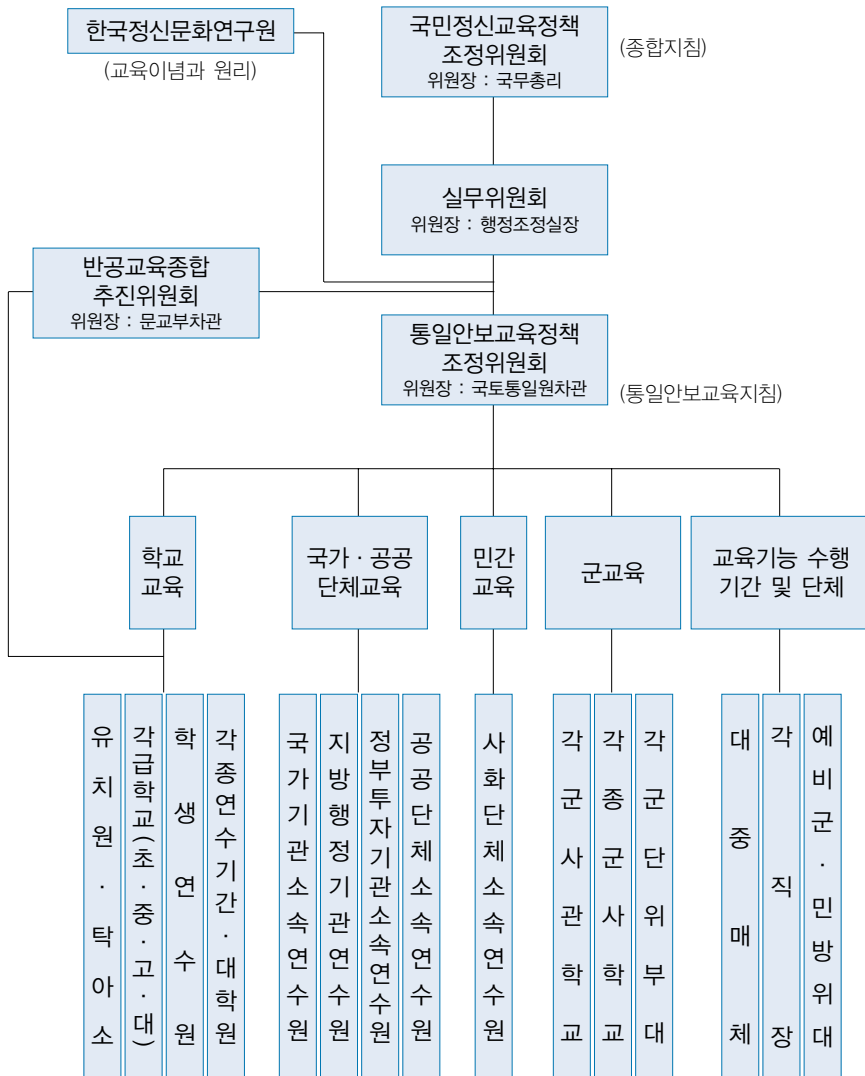 한국정신문화연구원
(교육이념과 원리)
국민정신교육정책
조정위원회
위원장 : 국무총리
(종합지침)
실무위원회
위원장 : 행정조정실장
반공교육종합
추진위원회
위원장 : 문교부차관
통일안보교육정책
조정위원회
위원장 : 국토통일원차관
(통일안보교육지침)
학교
교육
국가 · 공공
단체교육
민간
교육
군교육
교육기능 수행
기간 및 단체
유치원 · 탁아소
각급학교(초 · 중 · 고 · 대)
학생연수원
각종연수기간 · 대학원
국가기관소속연수원
지방행정기관연수원
정부투자기관소속연수원
공공단체소속연수원
사화단체소속연수원
각군사관학교
각종군사학교
각군단위부대
대중매체
각직장
예비군 · 민방위대